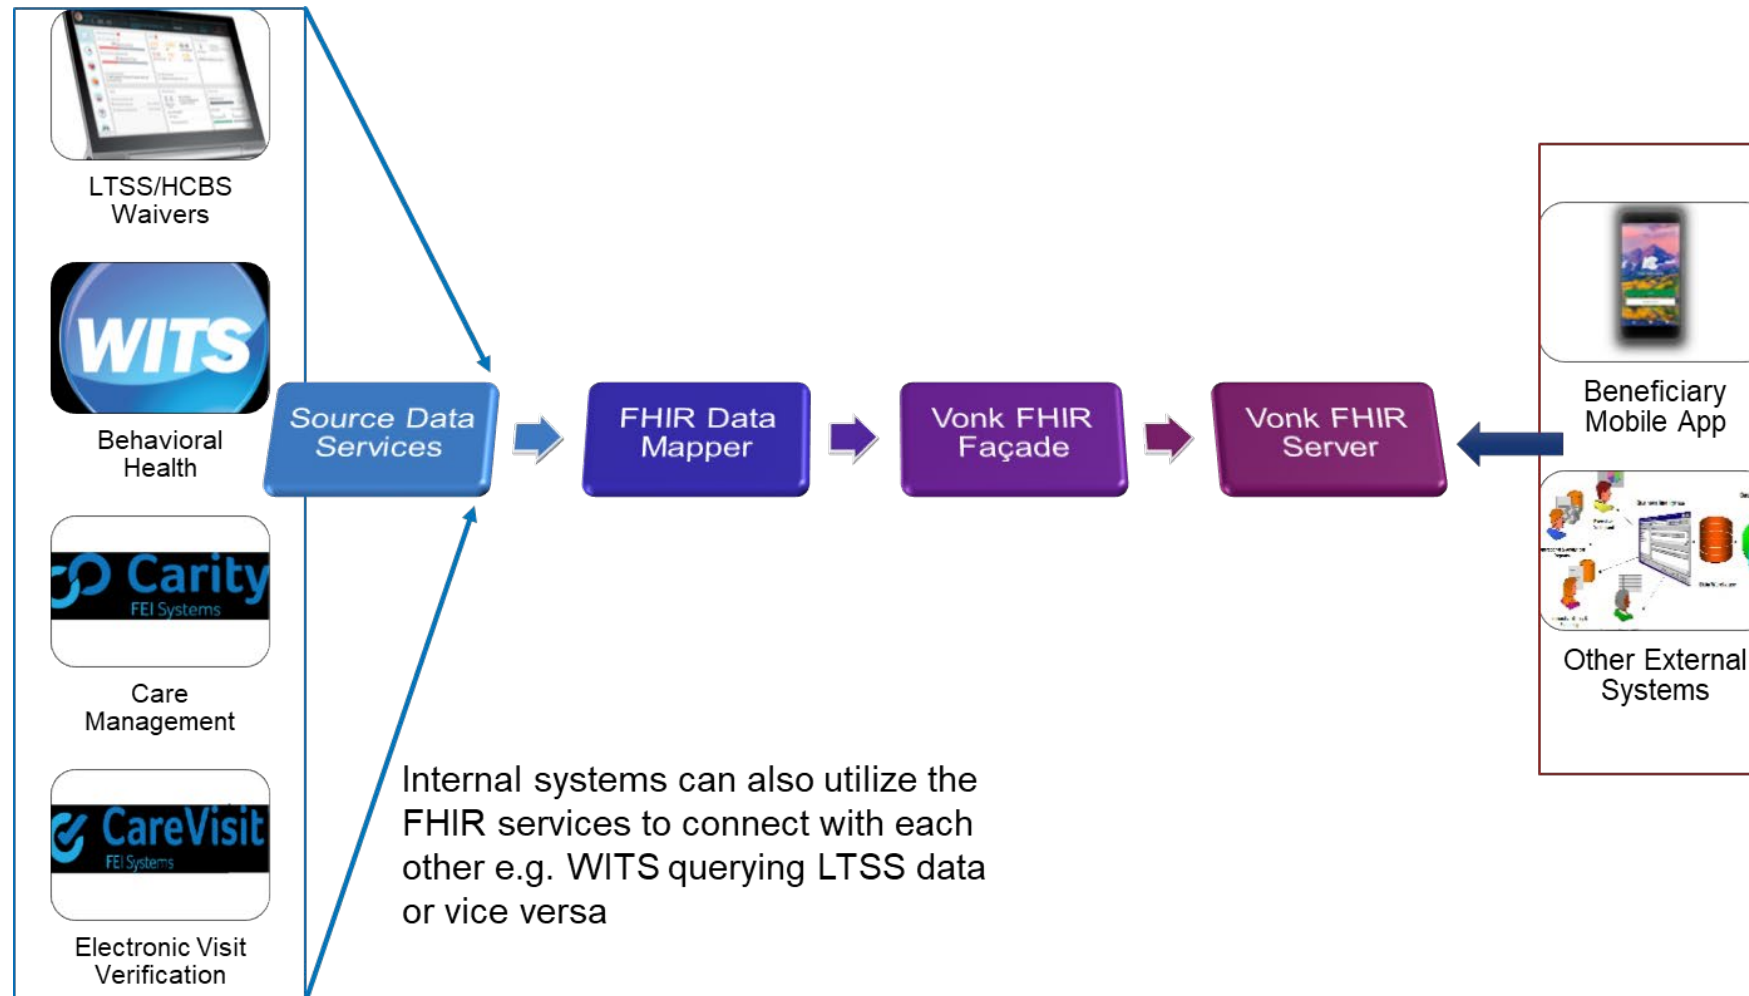 LTSS/HCBS
Waivers
WITS
Behavioral
Health
Carity
FEI Systems
Care
Management
CareVisit
FEI Systems
Electronic Visit
Verification
Source Data
Services
FHIR Data
Mapper
Vonk FHIR
Façade
Vonk FHIR
Server
Internal systems can also utilize the
FHIR services to connect with each
other e.g. WITS querying LTSS data
or vice versa
Beneficiary
Mobile App
Other External
Systems